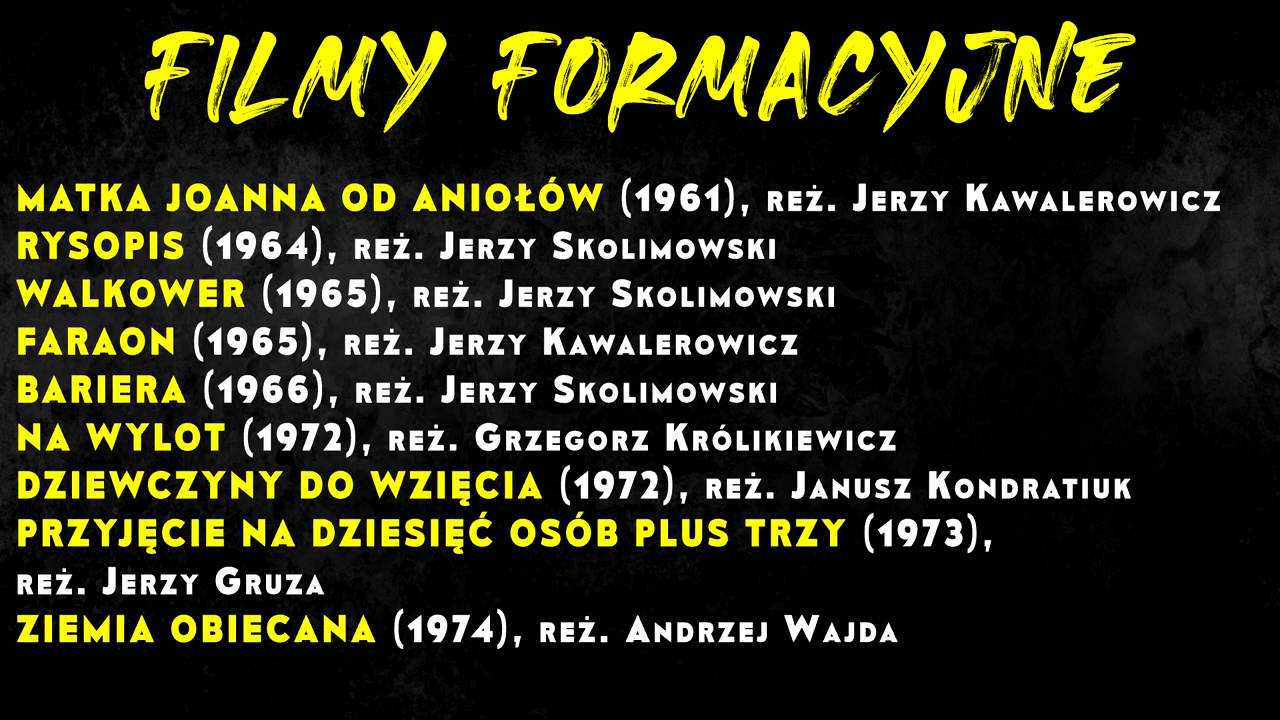 FILMY FORMACYJNE
MATKA JOANNA OD ANIOŁÓW (1961), REŻ. JERZY KAWALEROWICZ
RYSOPIS (1964), REŻ. JERZY SKOLIMOWSKI
WALKOWER (1965), REŻ. JERZY SKOLIMOWSKI
FARAON (1965), REŻ. JERZY KAWALEROWICZ
BARIERA (1966), REŻ. JERZY SKOLIMOWSKI
NA WYLOT (1972), REŻ. GRZEGORZ KRÓLIKIEWICZ
DZIEWCZYNY DO WZIĘCIA (1972), REŻ. JANUSZ KONDRATIUK
PRZYJĘCIE NA DZIESIĘĆ OSÓB PLUS TRZY (1973),
REŻ. JERZY GRUZA
ZIEMIA OBIECANA (1974), REŻ. ANDRZEJ WAJDA